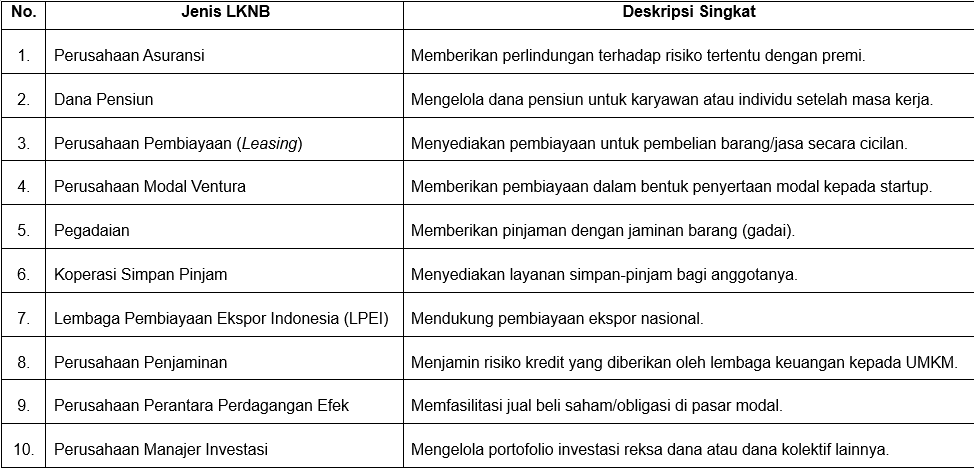 No. Jenis LKNB Deskripsi Singkat
1. Perusahaan Asuransi Memberikan perlindungan terhadap risiko tertentu dengan premi.
2. Dana Pensiun Mengelola dana pensiun untuk karyawan atau individu setelah masa kerja.
3. Perusahaan Pembiayaan (Leasing) Menyediakan pembiayaan untuk pembelian barang/jasa secara cicilan.
4. Perusahaan Modal Ventura Memberikan pembiayaan dalam bentuk penyertaan modal kepada startup.
5. Pegadaian Memberikan pinjaman dengan jaminan barang (gadai).
6. Koperasi Simpan Pinjam Menyediakan layanan simpan-pinjam bagi anggotanya.
7. Lembaga Pembiayaan Ekspor Indonesia (LPEI) Mendukung pembiayaan ekspor nasional.
8. Perusahaan Penjaminan Menjamin risiko kredit yang diberikan oleh lembaga keuangan kepada UMKM.
9. Perusahaan Perantara Perdagangan Efek Memfasilitasi jual beli saham/obligasi di pasar modal.
10. Perusahaan Manajer Investasi Mengelola portofolio investasi reksa dana atau dana kolektif lainnya.